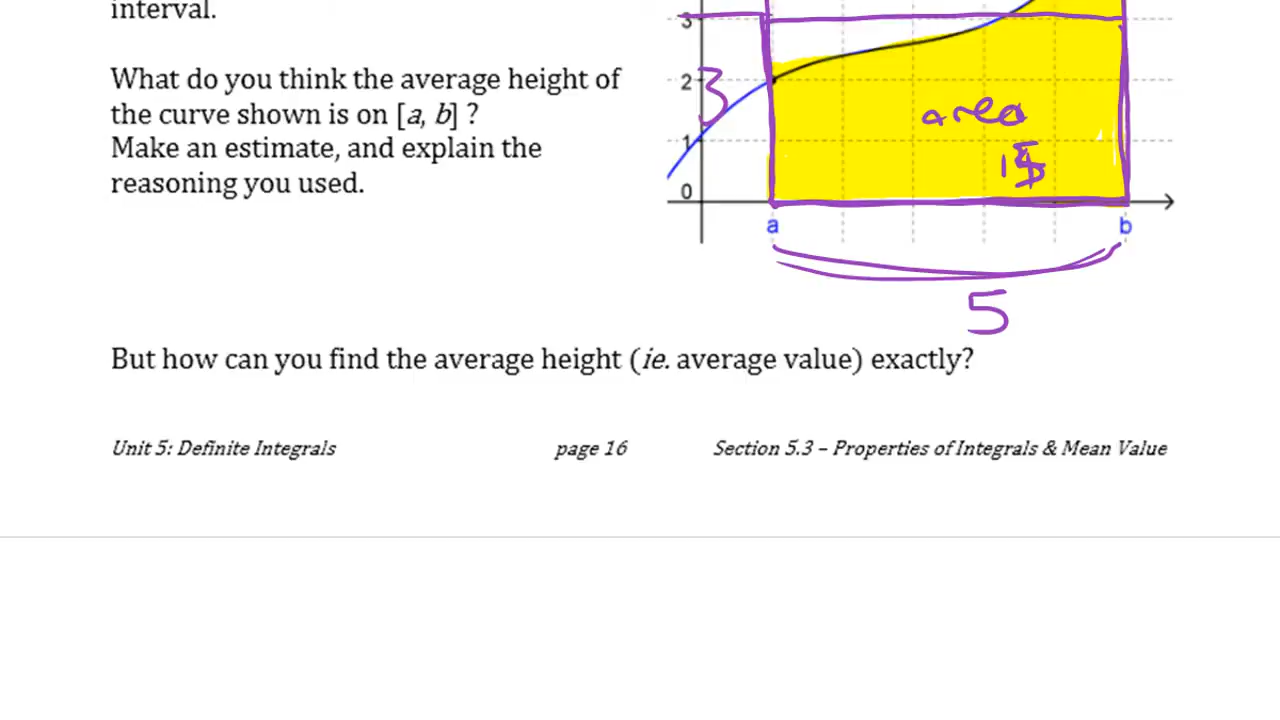 interval.
What do you think the average height of
the curve shown is on [a, b] ?
Make an estimate, and explain the
reasoning you used.
3
2
1
0
3
area
15
a
b
5
But how can you find the average height (ie. average value) exactly?
Unit 5: Definite Integrals page 16 Section 5.3 – Properties of Integrals & Mean Value